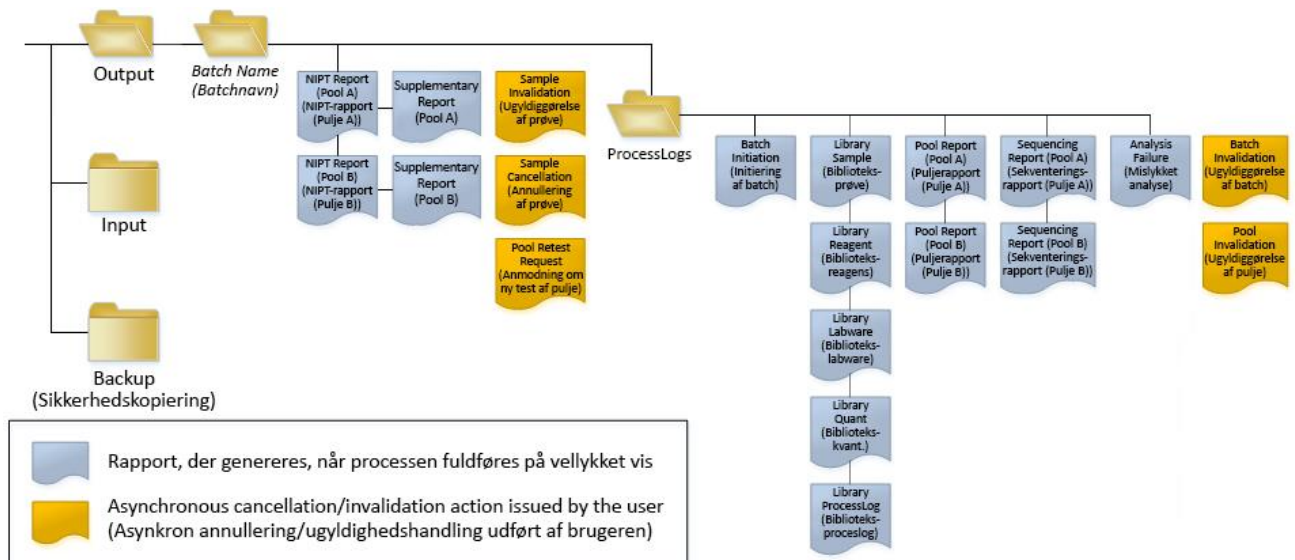 Output
Batch Name
(Batchnavn)
NIPT Report
(Pool A)
(NIPT-rapport
(Pulje A))
Supplementary
Report
(Pool A)
Sample
Invalidation
(Ugyldiggørelse
af prøve)
NIPT Report
(Pool B)
(NIPT-rapport
(Pulje B))
Supplementary
Report
(Pool B)
Sample
Cancellation
(Annullering
af prøve)
Pool Retest
Request
(Anmodning om
ny test af pulje)
ProcessLogs
Batch
Initiation
(Initiering
af batch)
Library
Sample
(Biblioteks-
prøve)
Pool Report
(Pool A)
(Puljerapport
(Pulje A))
Sequencing
Report (Pool A)
(Sekventerings-
rapport (Pulje A))
Analysis
Failure
(Mislykket
analyse)
Batch
Invalidation
(Ugyldiggørelse
af batch)
Library
Reagent
(Biblioteks-
reagens)
Pool Report
(Pool B)
(Puljerapport
(Pulje B))
Sequencing
Report (Pool B)
(Sekventerings-
rapport (Pulje B))
Pool
Invalidation
(Ugyldiggørelse
af pulje)
Library
Labware
(Biblioteks-
labware)
Library
Quant
(Biblioteks-
kvant.)
Library
ProcessLog
(Biblioteks-
proceslog)
Input
Backup
(Sikkerhedskopiering)
Rapport, der genereres, når processen fuldføres på vellykket vis
Asynchronous cancellation/invalidation action issued by the user
(Asynkron annullering/ugyldighedshandling udført af brugeren)